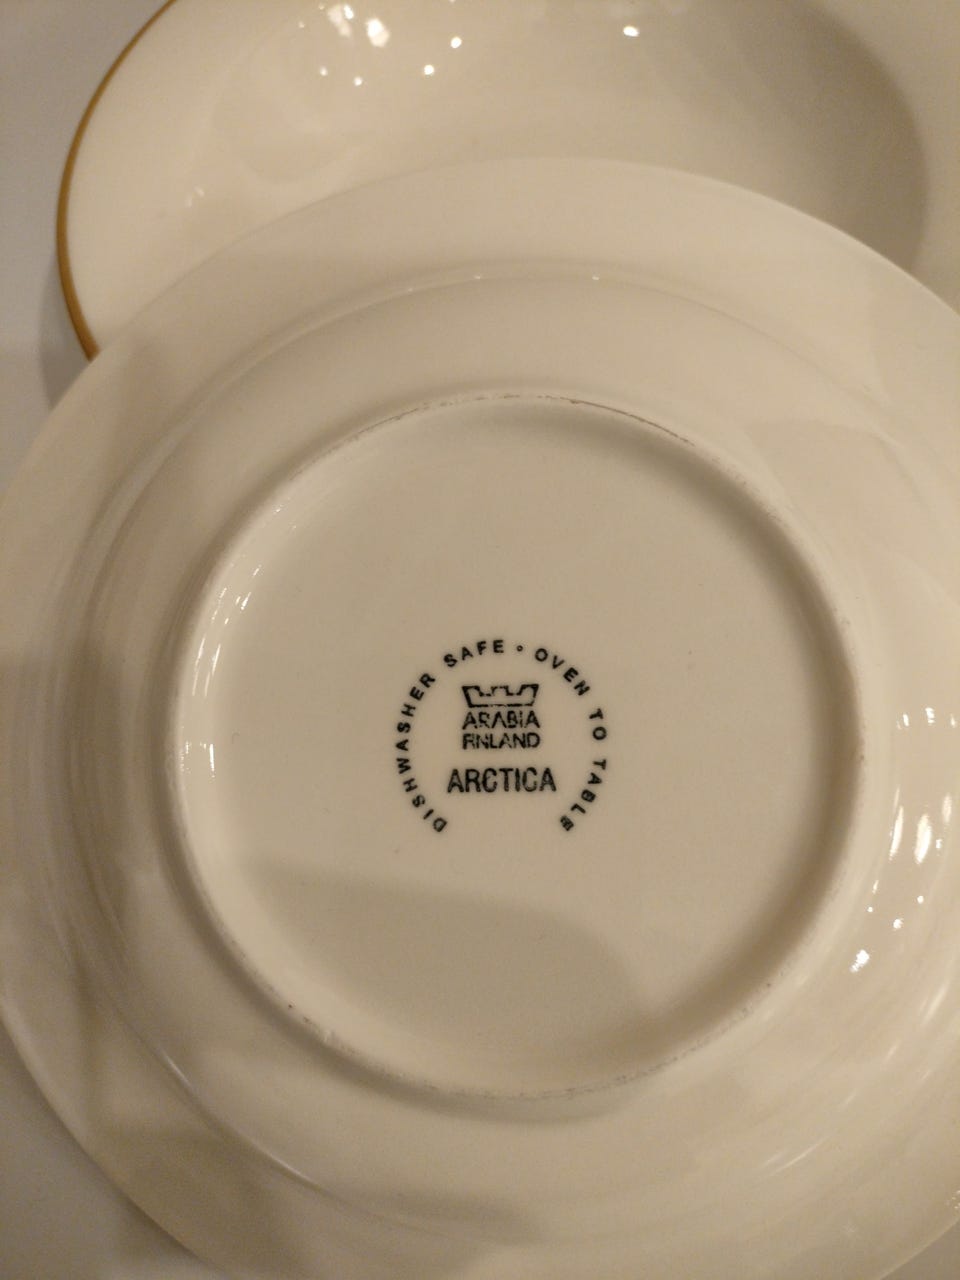 DISHWASHER SAFE • OVEN TO TABLE
ARABIA
FINLAND
ARCTICA